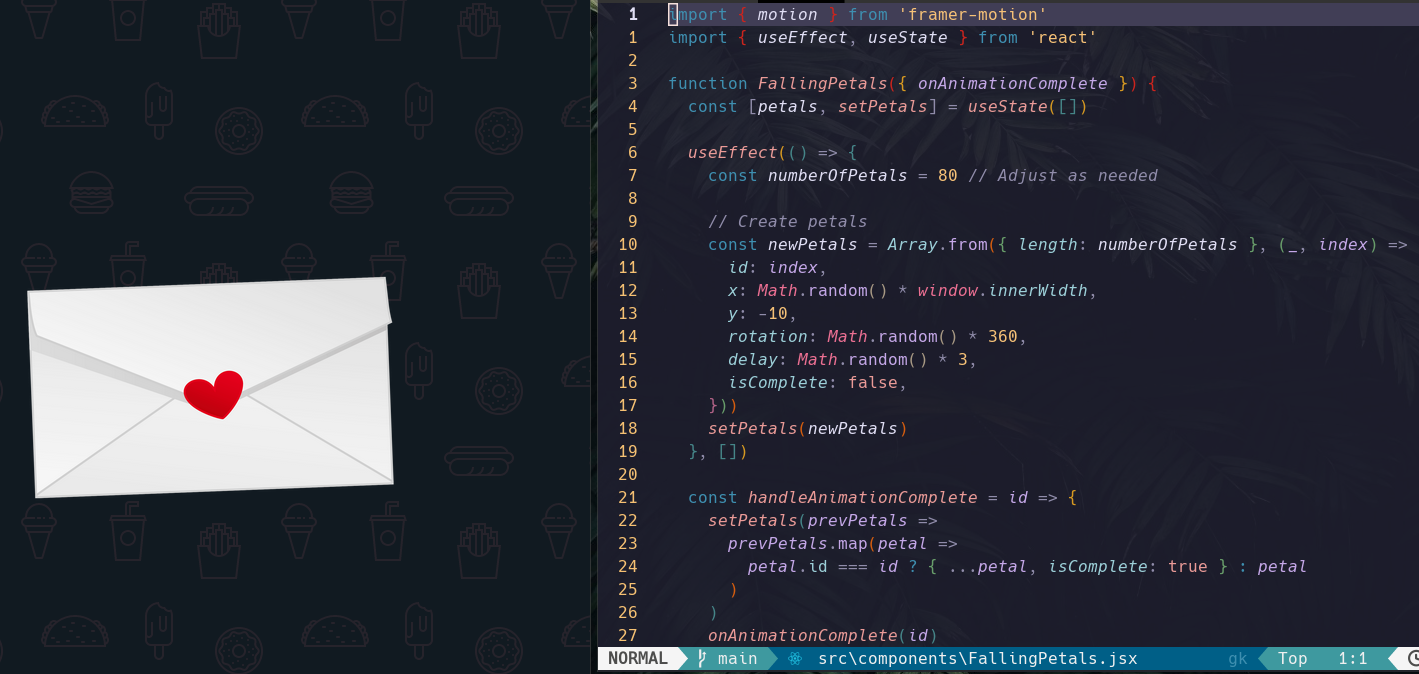 1 import { motion } from 'framer-motion'
1 import { useEffect, useState } from 'react'
2
3 function FallingPetals({ onAnimationComplete }) {
4 const [petals, setPetals] = useState([])
5
6 useEffect(() => {
7 const numberOfPetals = 80 // Adjust as needed
8
9 // Create petals
10 const newPetals = Array.from({ length: numberOfPetals }, (_, index) =>
11 id: index,
12 x: Math.random() * window.innerWidth,
13 y: -10,
14 rotation: Math.random() * 360,
15 delay: Math.random() * 3,
16 isComplete: false,
17 }))
18 setPetals(newPetals)
19 }, [])
20
21 const handleAnimationComplete = id => {
22 setPetals(prevPetals =>
23 prevPetals.map(petal =>
24 petal.id === id ? { ...petal, isComplete: true } : petal
25 )
26 )
27 onAnimationComplete(id)
NORMAL main src\components\FallingPetals.jsx gk Top 1:1